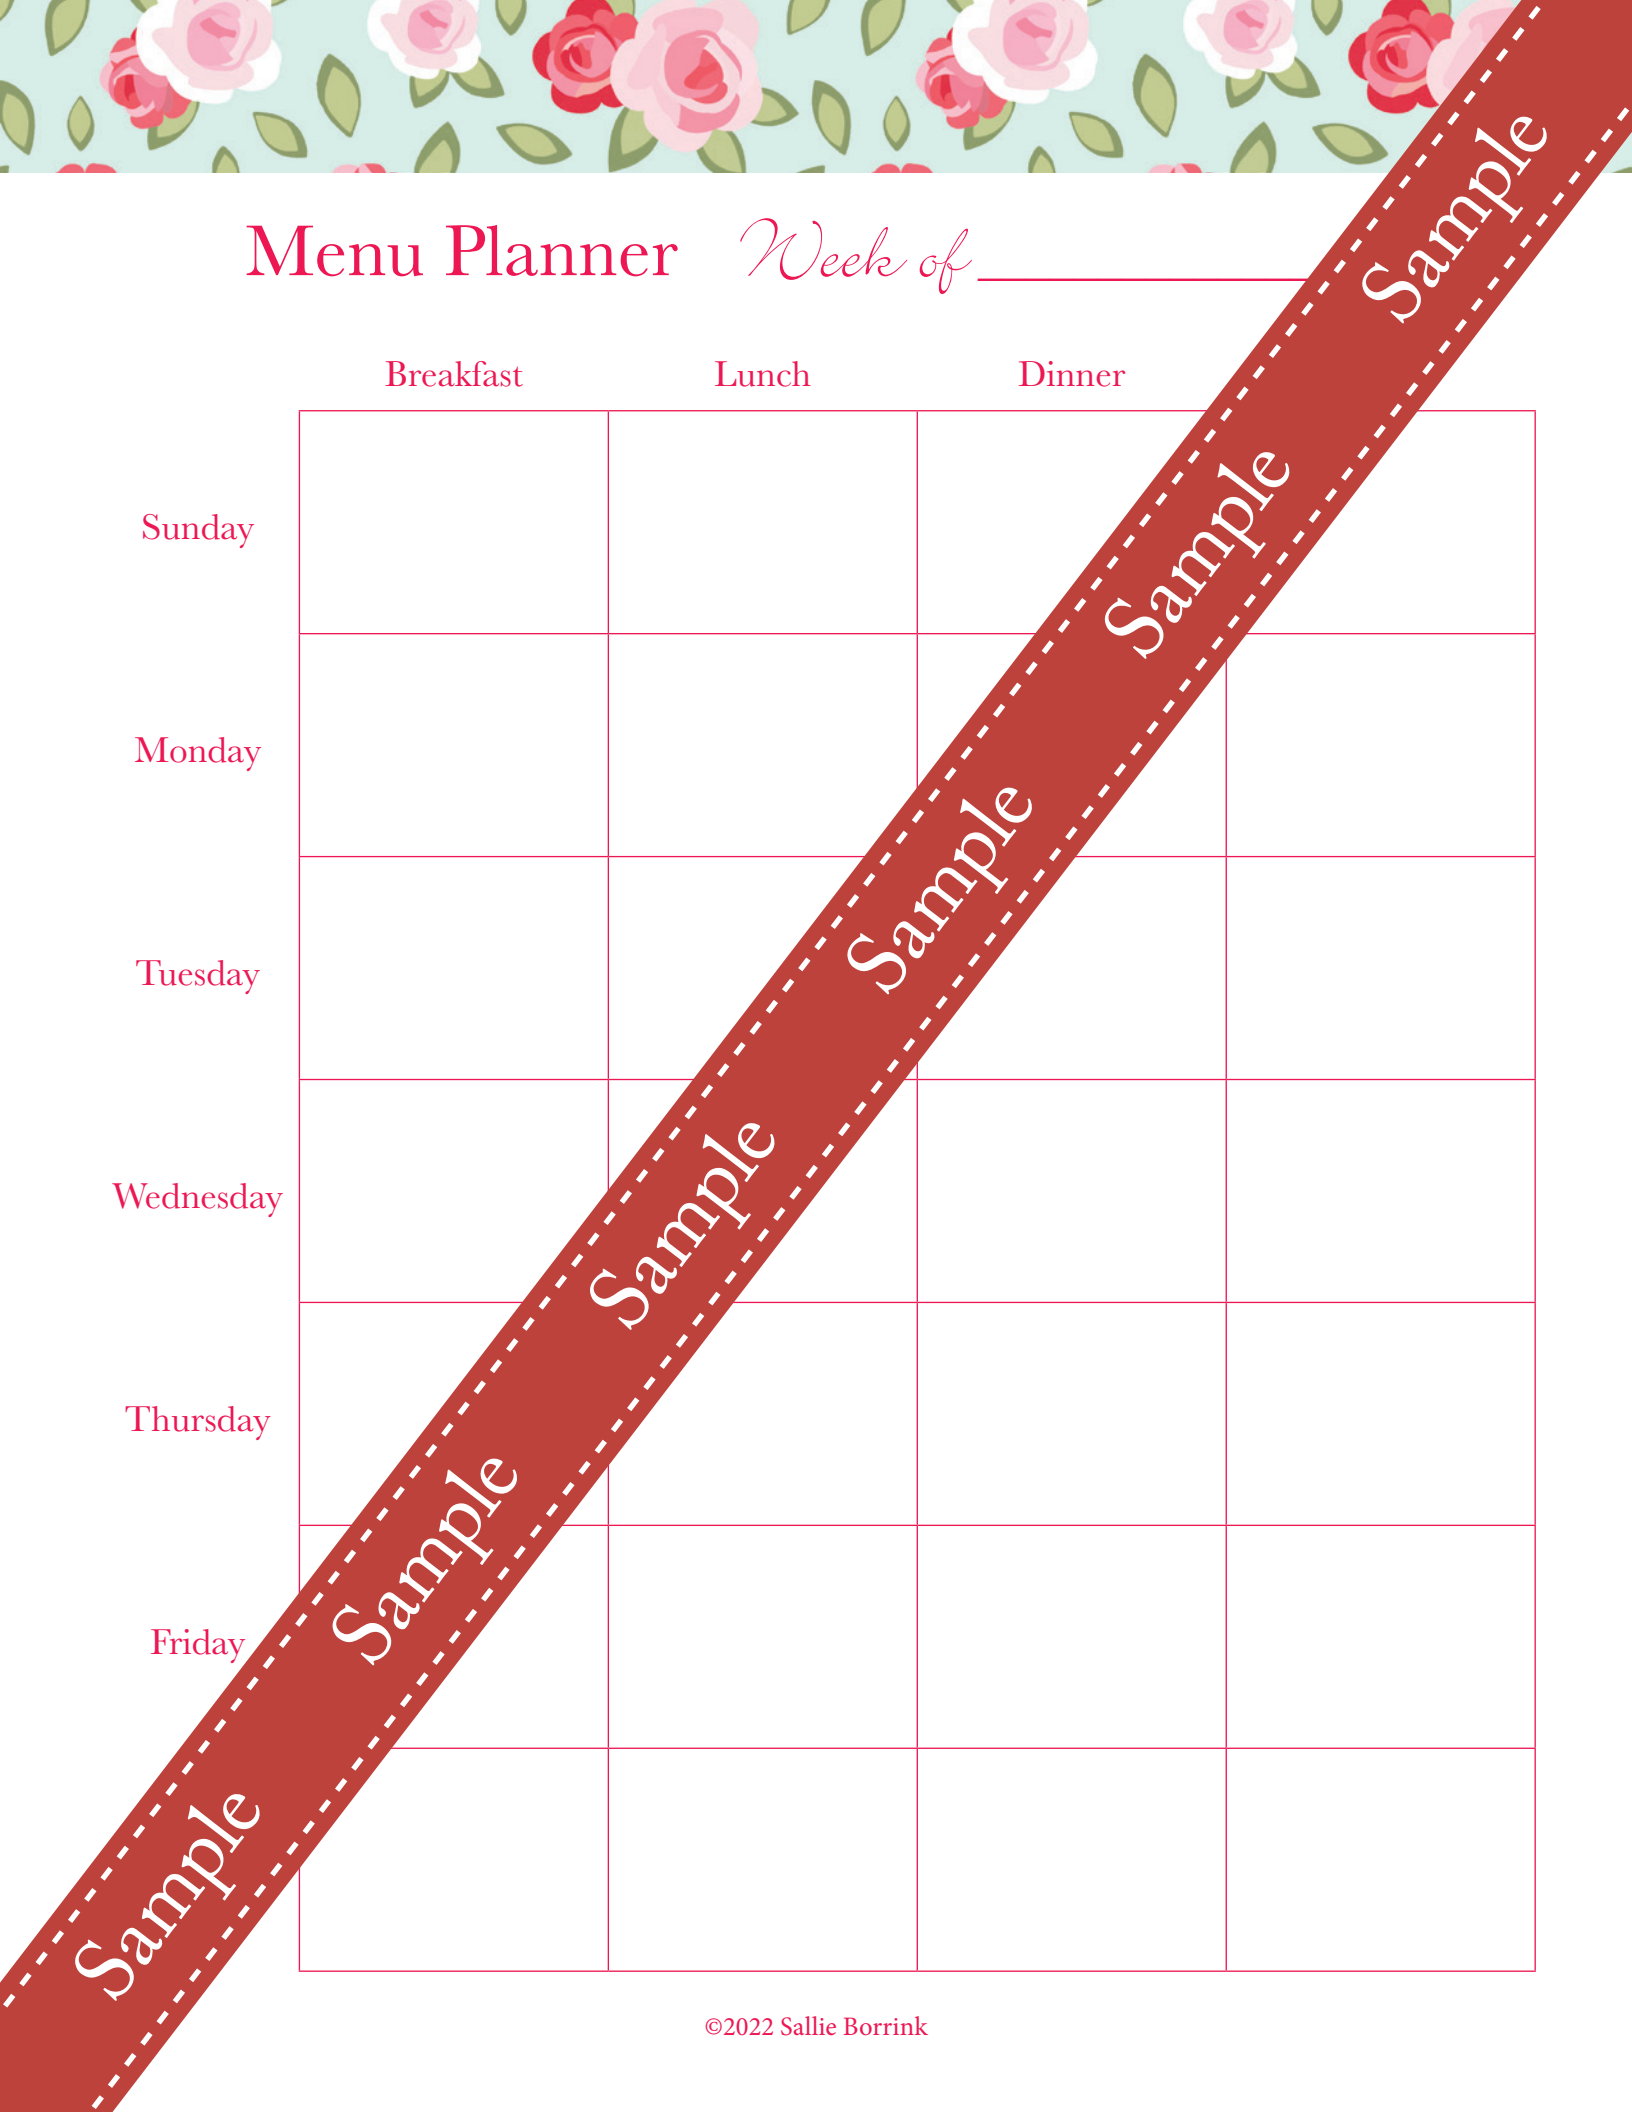 Menu Planner Week of
Breakfast Lunch Dinner
Sunday
Monday
Tuesday
Wednesday
Thursday
Friday
Sample
Sample
Sample
Sample
Sample
Sample
©2022 Sallie Borrink